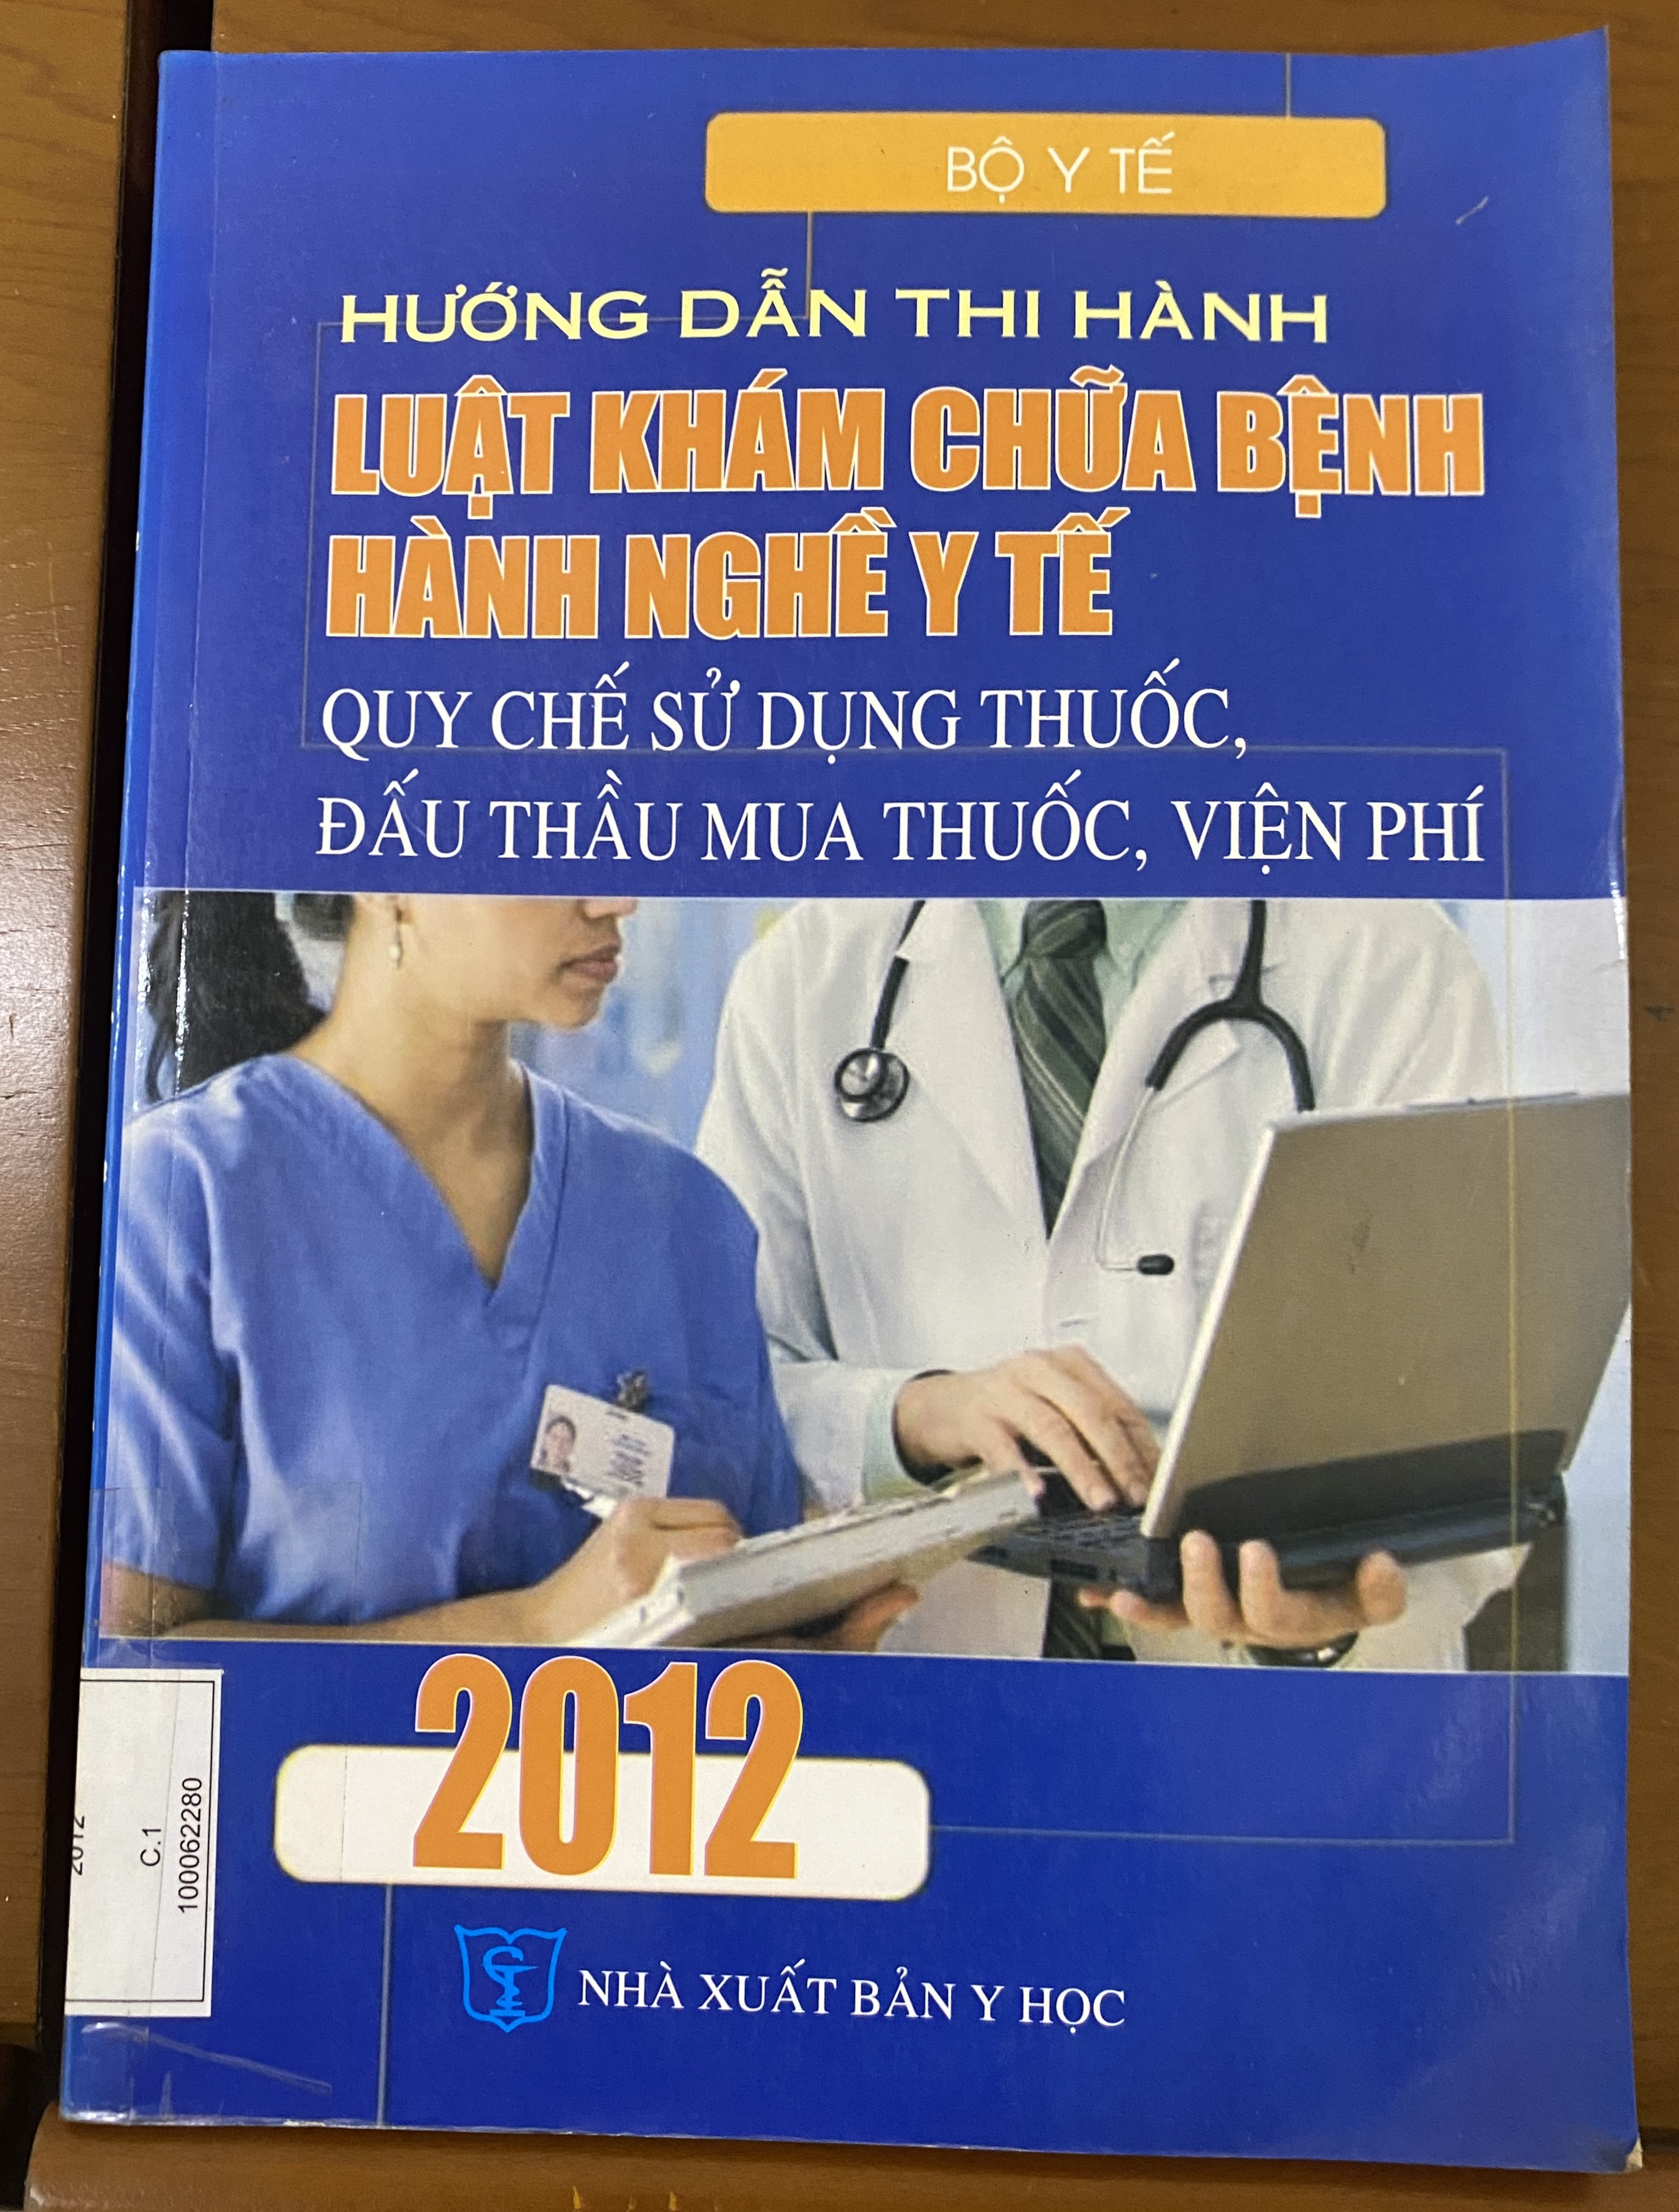 BỘ Y TẾ
HƯỚNG DẪN THI HÀNH
LUẬT KHÁM CHỮA BỆNH
HÀNH NGHỀ Y TẾ
QUY CHẾ SỬ DỤNG THUỐC,
ĐẤU THẦU MUA THUỐC, VIỆN PHÍ
2012
2012
C.1
100062280
NHÀ XUẤT BẢN Y HỌC